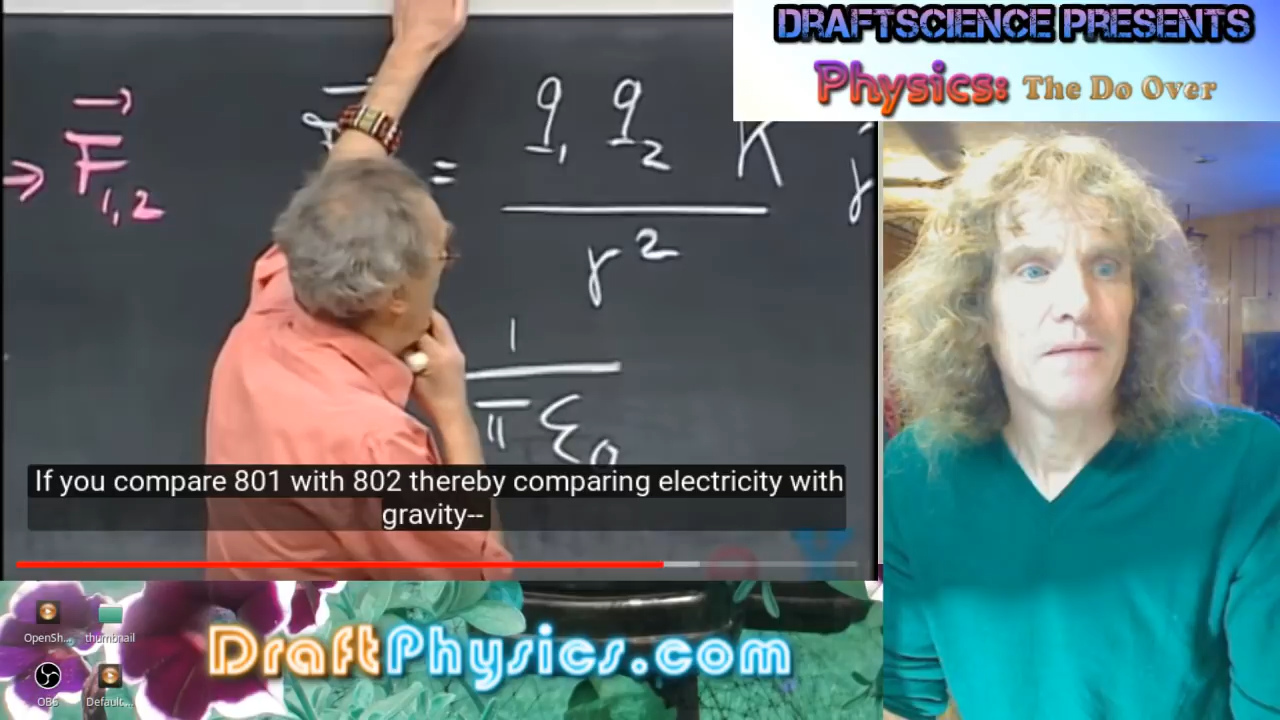 DRAFTSCIENCE PRESENTS
Physics: The Do Over
F1,2
= q1 q2 K
r2
1
π ε0
If you compare 801 with 802 thereby comparing electricity with
gravity--
OpenSh... thumbnail
OBS Default....
DraftPhysics.com